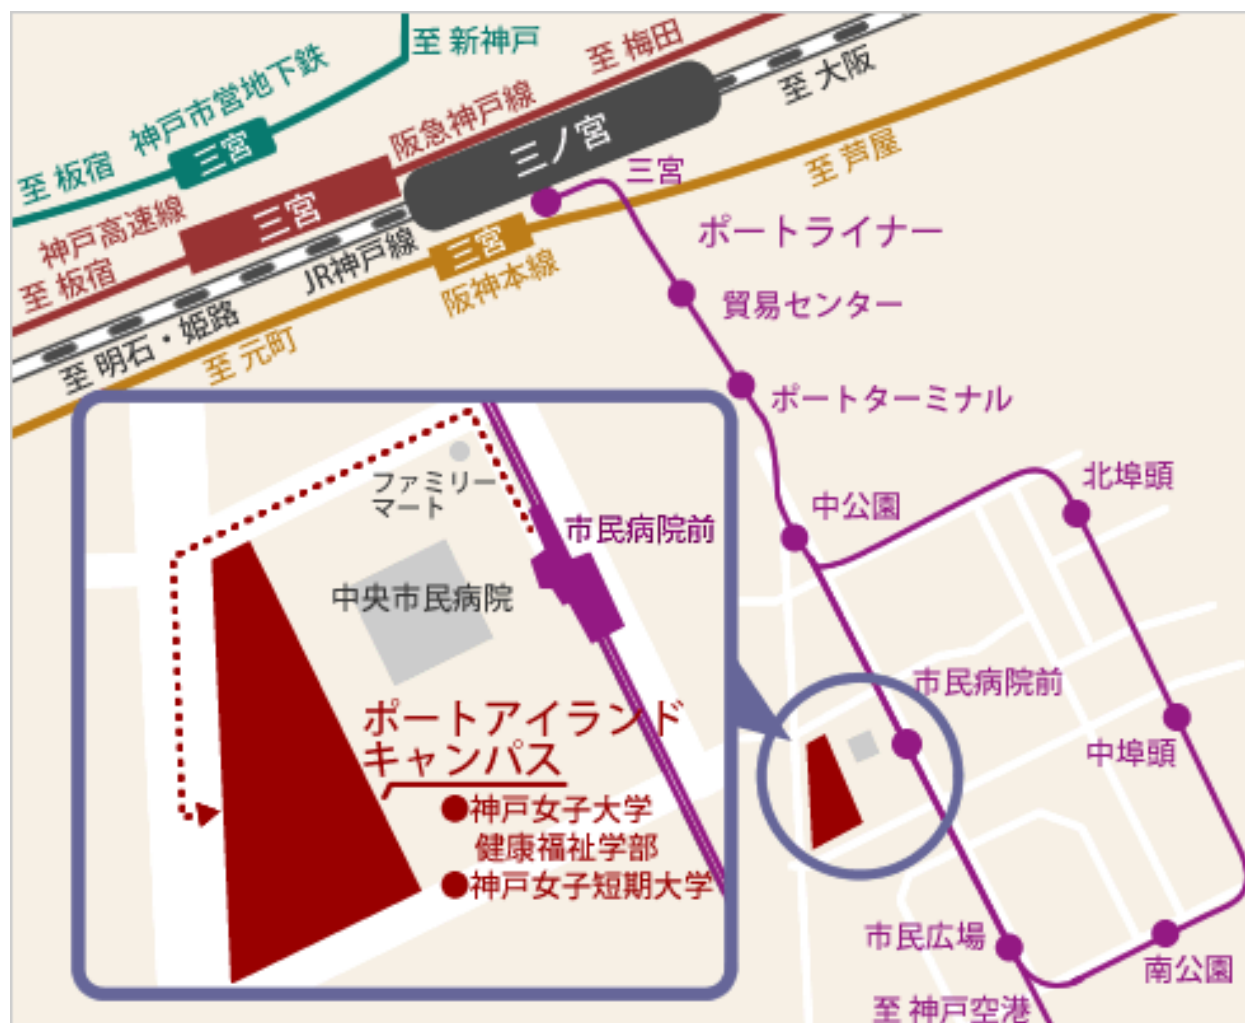 至 新神戸
至 梅田
神戸市営地下鉄
至 大阪
三宮
阪急神戸線
三ノ宮
至 板宿
三宮
至 芦屋
神戸高速線
三宮
至 板宿
JR神戸線
三宮
阪神本線
ポートライナー
至 明石・姫路
至 元町
貿易センター
ポートターミナル
北埠頭
中公園
ファミリー
マート
市民病院前
中央市民病院
市民病院前
ポートアイランド
キャンパス
●神戸女子大学
健康福祉学部
●神戸女子短期大学
中埠頭
市民広場
南公園
至 神戸空港